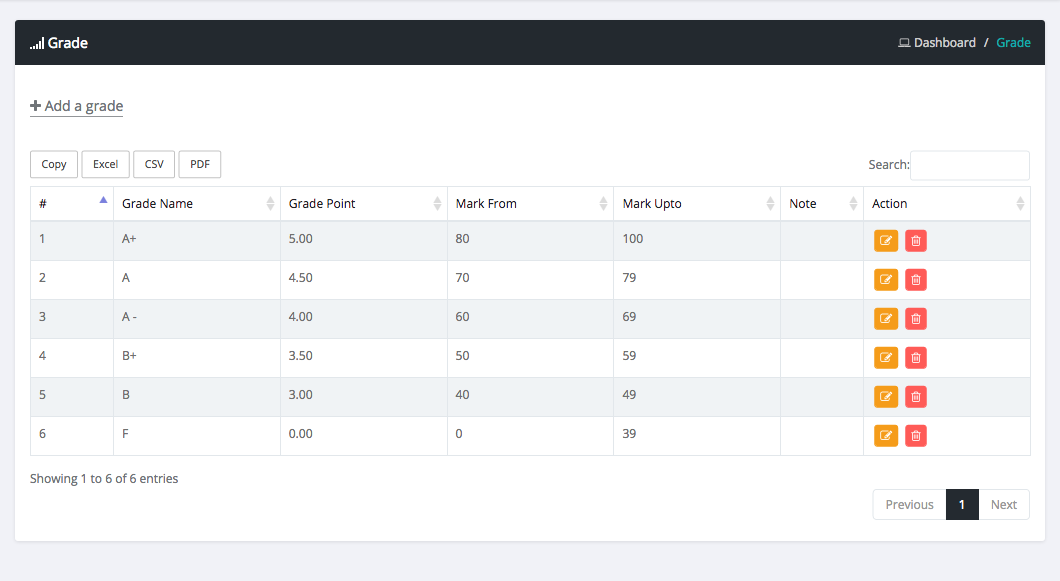 Grade
Dashboard / Grade
Add a grade
Copy Excel CSV PDF
Search:
# Grade Name Grade Point Mark From Mark Upto Note Action
1 A+ 5.00 80 100
2 A 4.50 70 79
3 A - 4.00 60 69
4 B+ 3.50 50 59
5 B 3.00 40 49
6 F 0.00 0 39
Showing 1 to 6 of 6 entries
Previous 1 Next